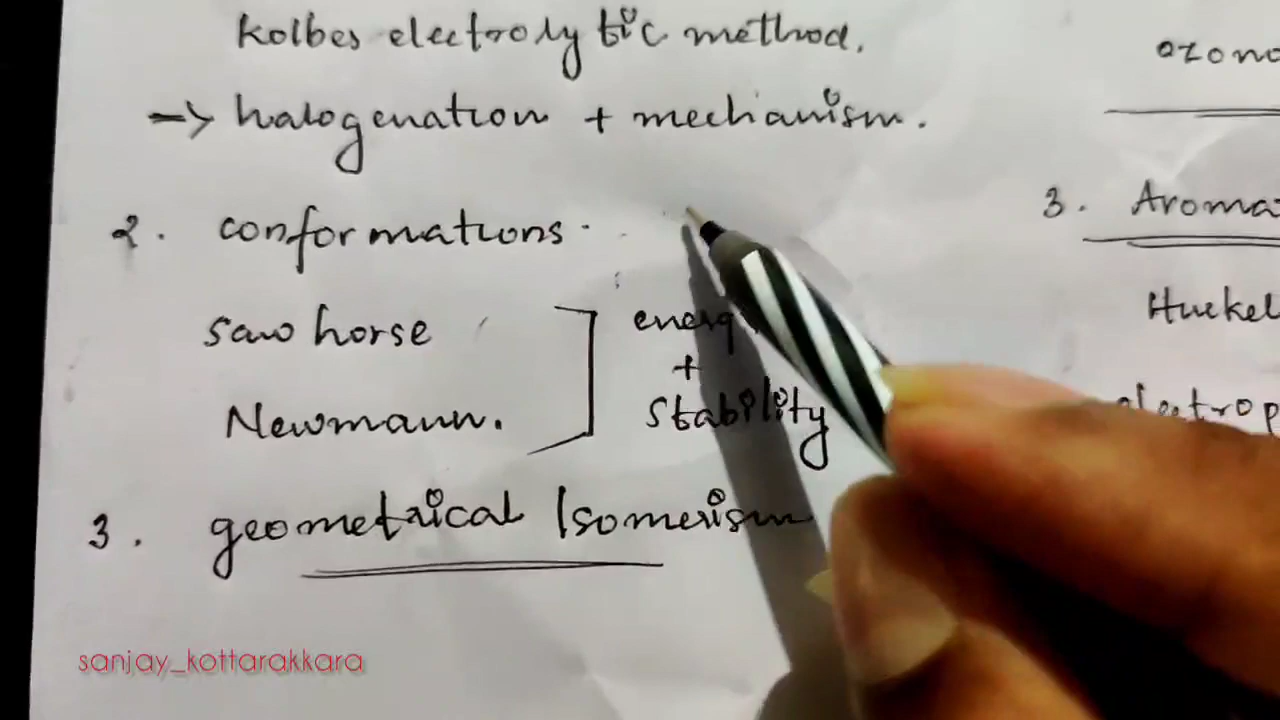 kolbes electrolytic method.
-> halogenation + mechanism.
2. conformations.
saw horse
Newmann.
energ
+
stability
3. geometrical Isomerism
ozono
3. Aroma
Huckel
electrop
sanjay_kottarakkara